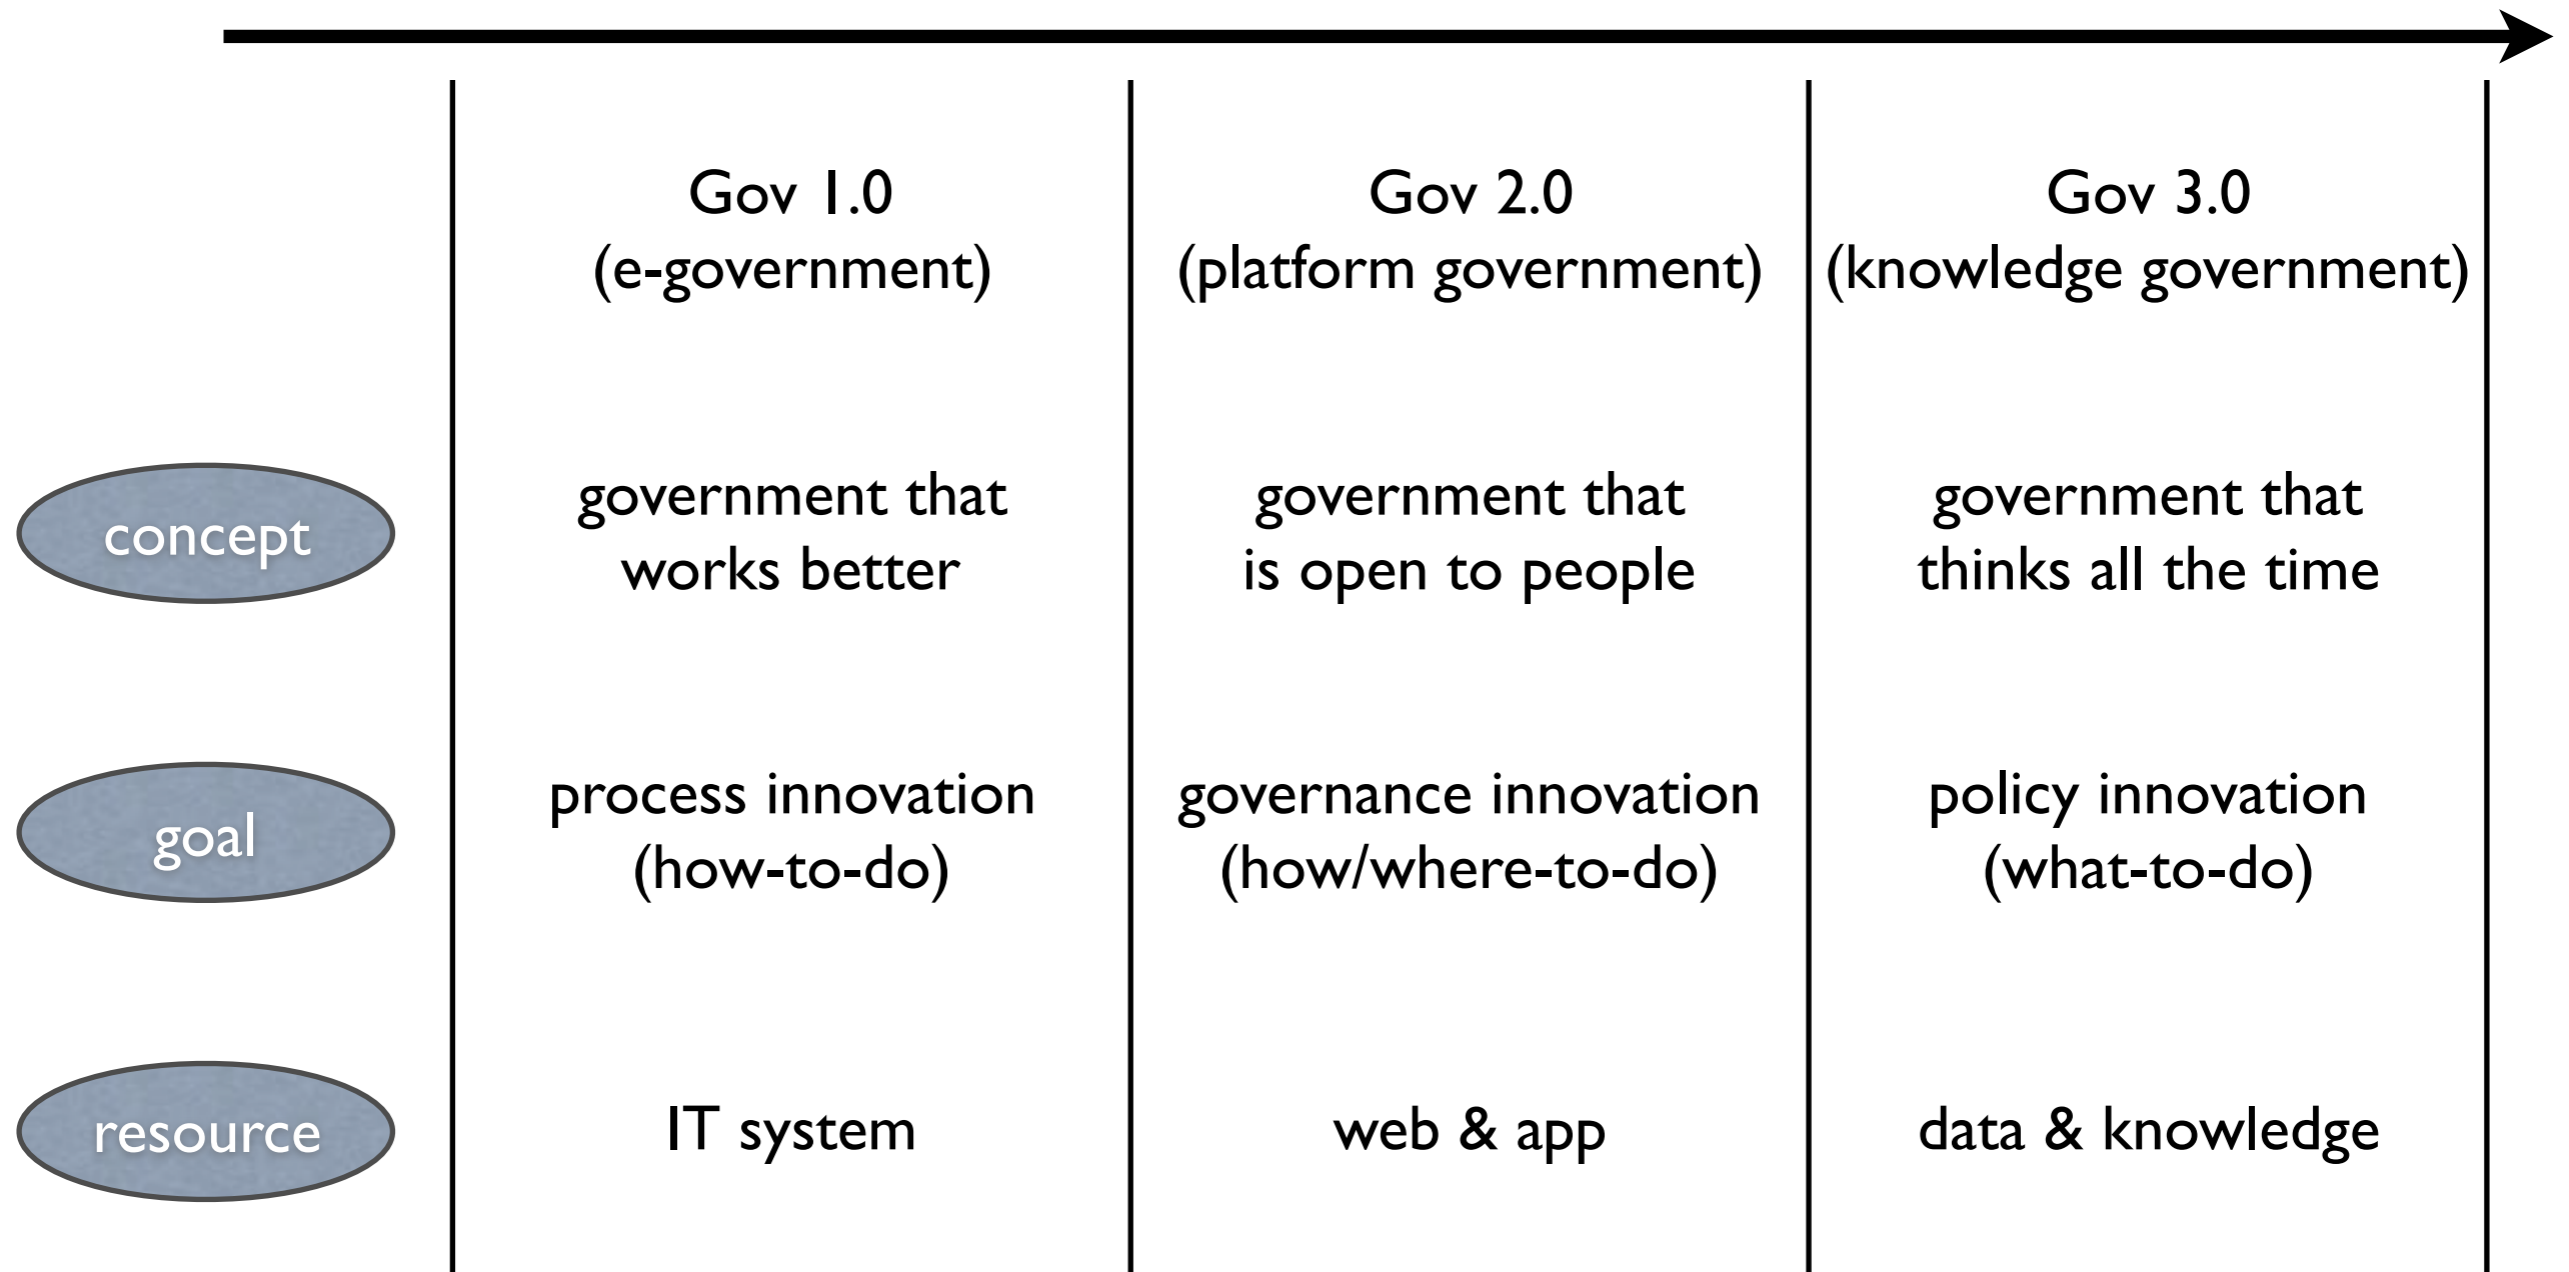 Gov 1.0
(e-government)
Gov 2.0
(platform government)
Gov 3.0
(knowledge government)
concept
government that
works better
government that
is open to people
government that
thinks all the time
goal
process innovation
(how-to-do)
governance innovation
(how/where-to-do)
policy innovation
(what-to-do)
resource
IT system
web & app
data & knowledge